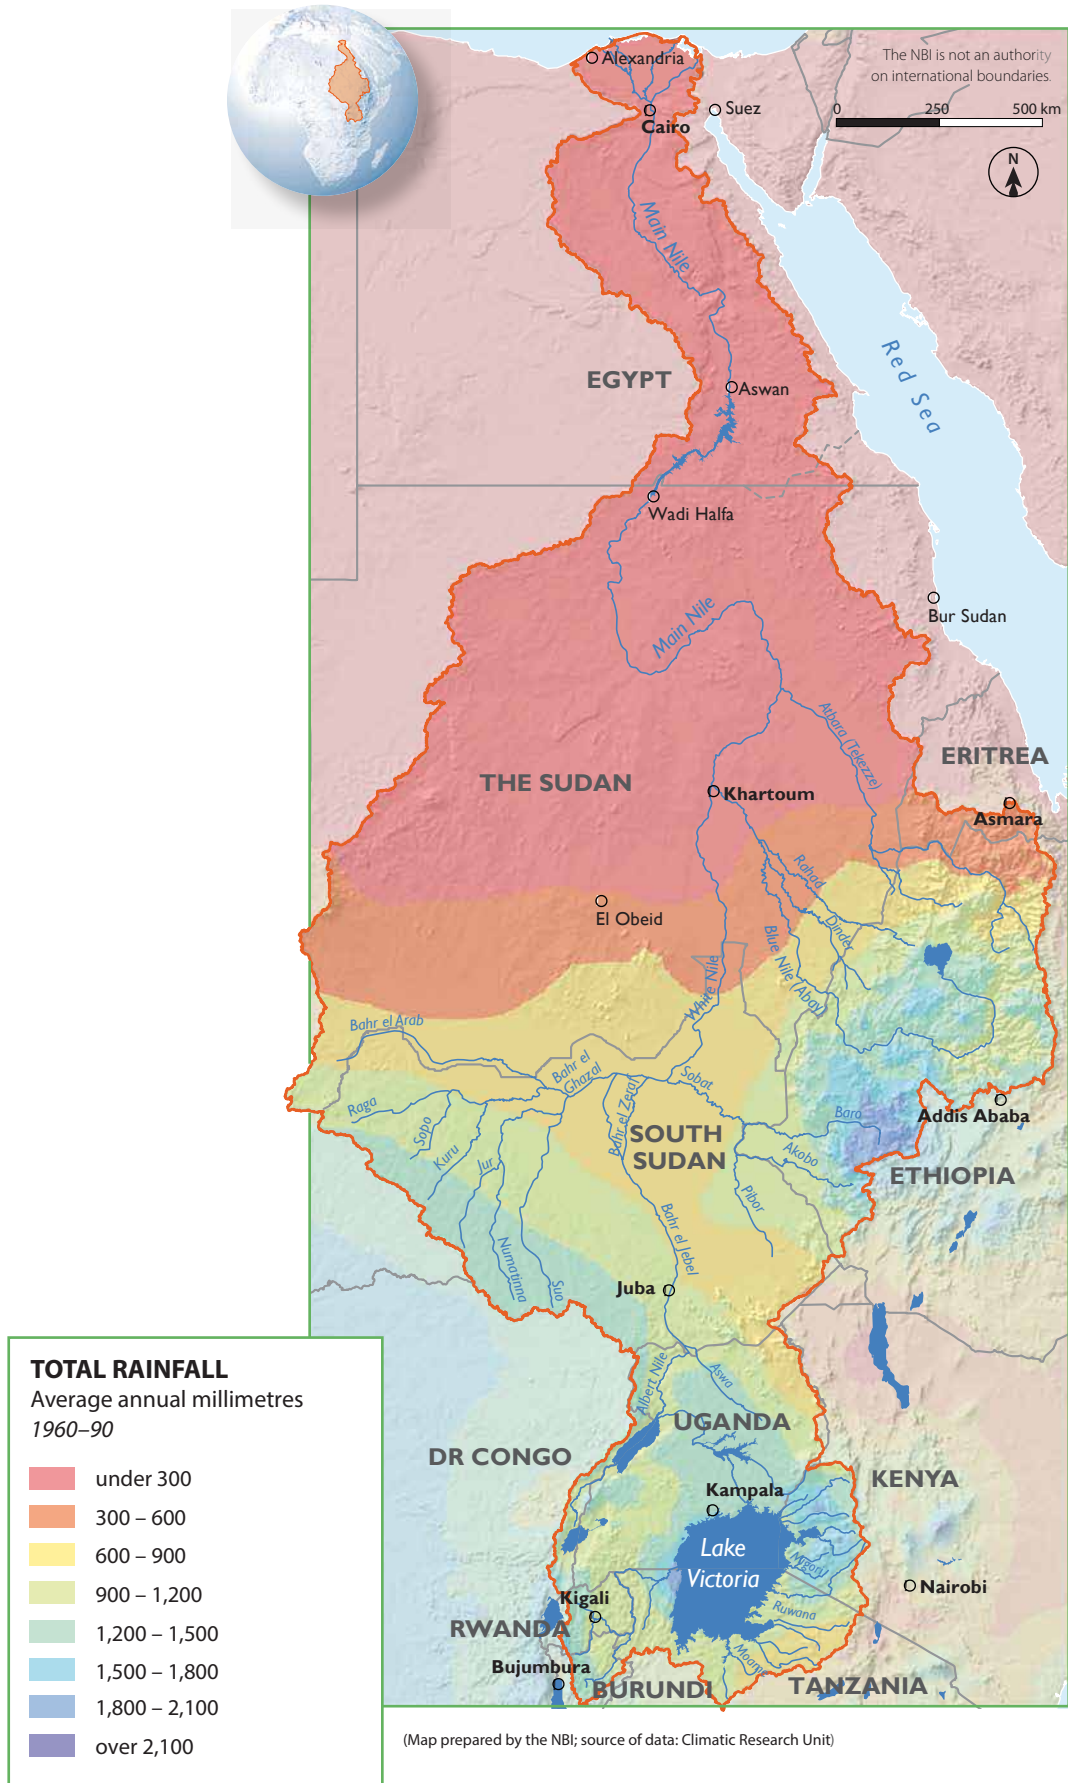 The NBI is not an authority
on international boundaries.
0 250 500 km
N
Alexandria
Cairo
Suez
Main Nile
Red Sea
EGYPT
Aswan
Wadi Halfa
Bur Sudan
Main Nile
Atbara (Tekezze)
ERITREA
THE SUDAN
Khartoum
Asmara
Rahad
El Obeid
Dinder
Blue Nile (Abay)
White Nile
Bahr el Arab
Bahr el
Ghazal
Bahr el Zeraf
Sobat
Raga
Sopo
Kuru
Jur
SOUTH
SUDAN
Baro
Addis Ababa
Akobo
ETHIOPIA
Pibor
Bahr el Jebel
Numatinna
Suo
Juba
Albert Nile
Aswa
UGANDA
DR CONGO
KENYA
Kampala
Lake
Victoria
Migori
Nairobi
Kigali
Ruwana
RWANDA
Moame
Bujumbura
BURUNDI
TANZANIA
TOTAL RAINFALL
Average annual millimetres
1960–90
under 300
300 – 600
600 – 900
900 – 1,200
1,200 – 1,500
1,500 – 1,800
1,800 – 2,100
over 2,100
(Map prepared by the NBI; source of data: Climatic Research Unit)